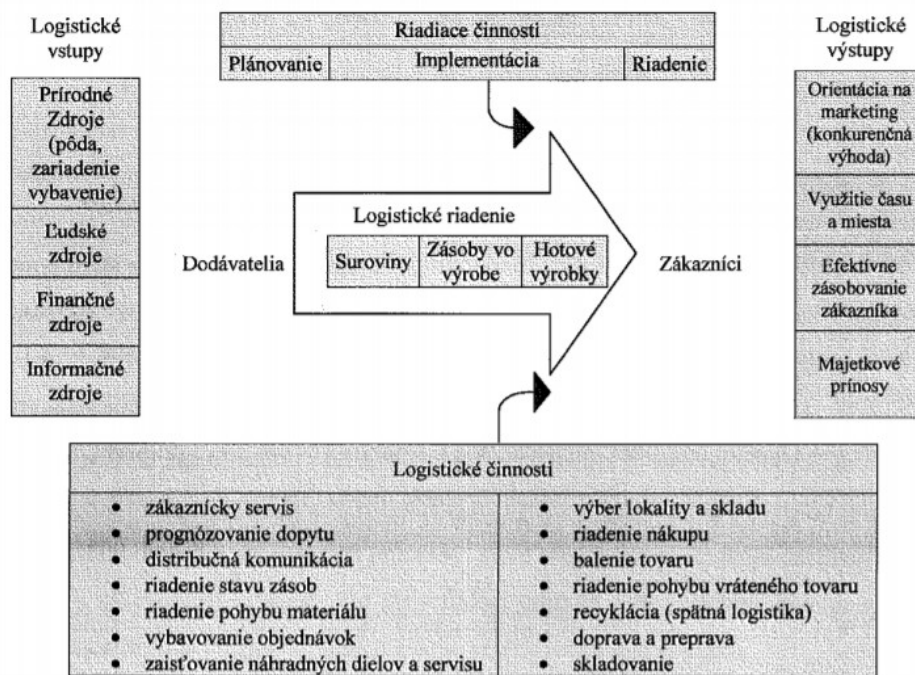 Logistické
vstupy
Prírodné
Zdroje
(pôda,
zariadenie
vybavenie)
Ľudské
zdroje
Finančné
zdroje
Informačné
zdroje
Riadiace činnosti
Plánovanie
Implementácia
Riadenie
Dodávatelia
Logistické riadenie
Suroviny
Zásoby vo
výrobe
Hotové
výrobky
Zákazníci
Logistické
výstupy
Orientácia na
marketing
(konkurenčná
výhoda)
Využitie času
a miesta
Efektívne
zásobovanie
zákazníka
Majetkové
prínosy
Logistické činnosti
• zákaznícky servis
• prognózovanie dopytu
• distribučná komunikácia
• riadenie stavu zásob
• riadenie pohybu materiálu
• vybavovanie objednávok
• zaisťovanie náhradných dielov a servisu
• výber lokality a skladu
• riadenie nákupu
• balenie tovaru
• riadenie pohybu vráteného tovaru
• recyklácia (spätná logistika)
• doprava a preprava
• skladovanie